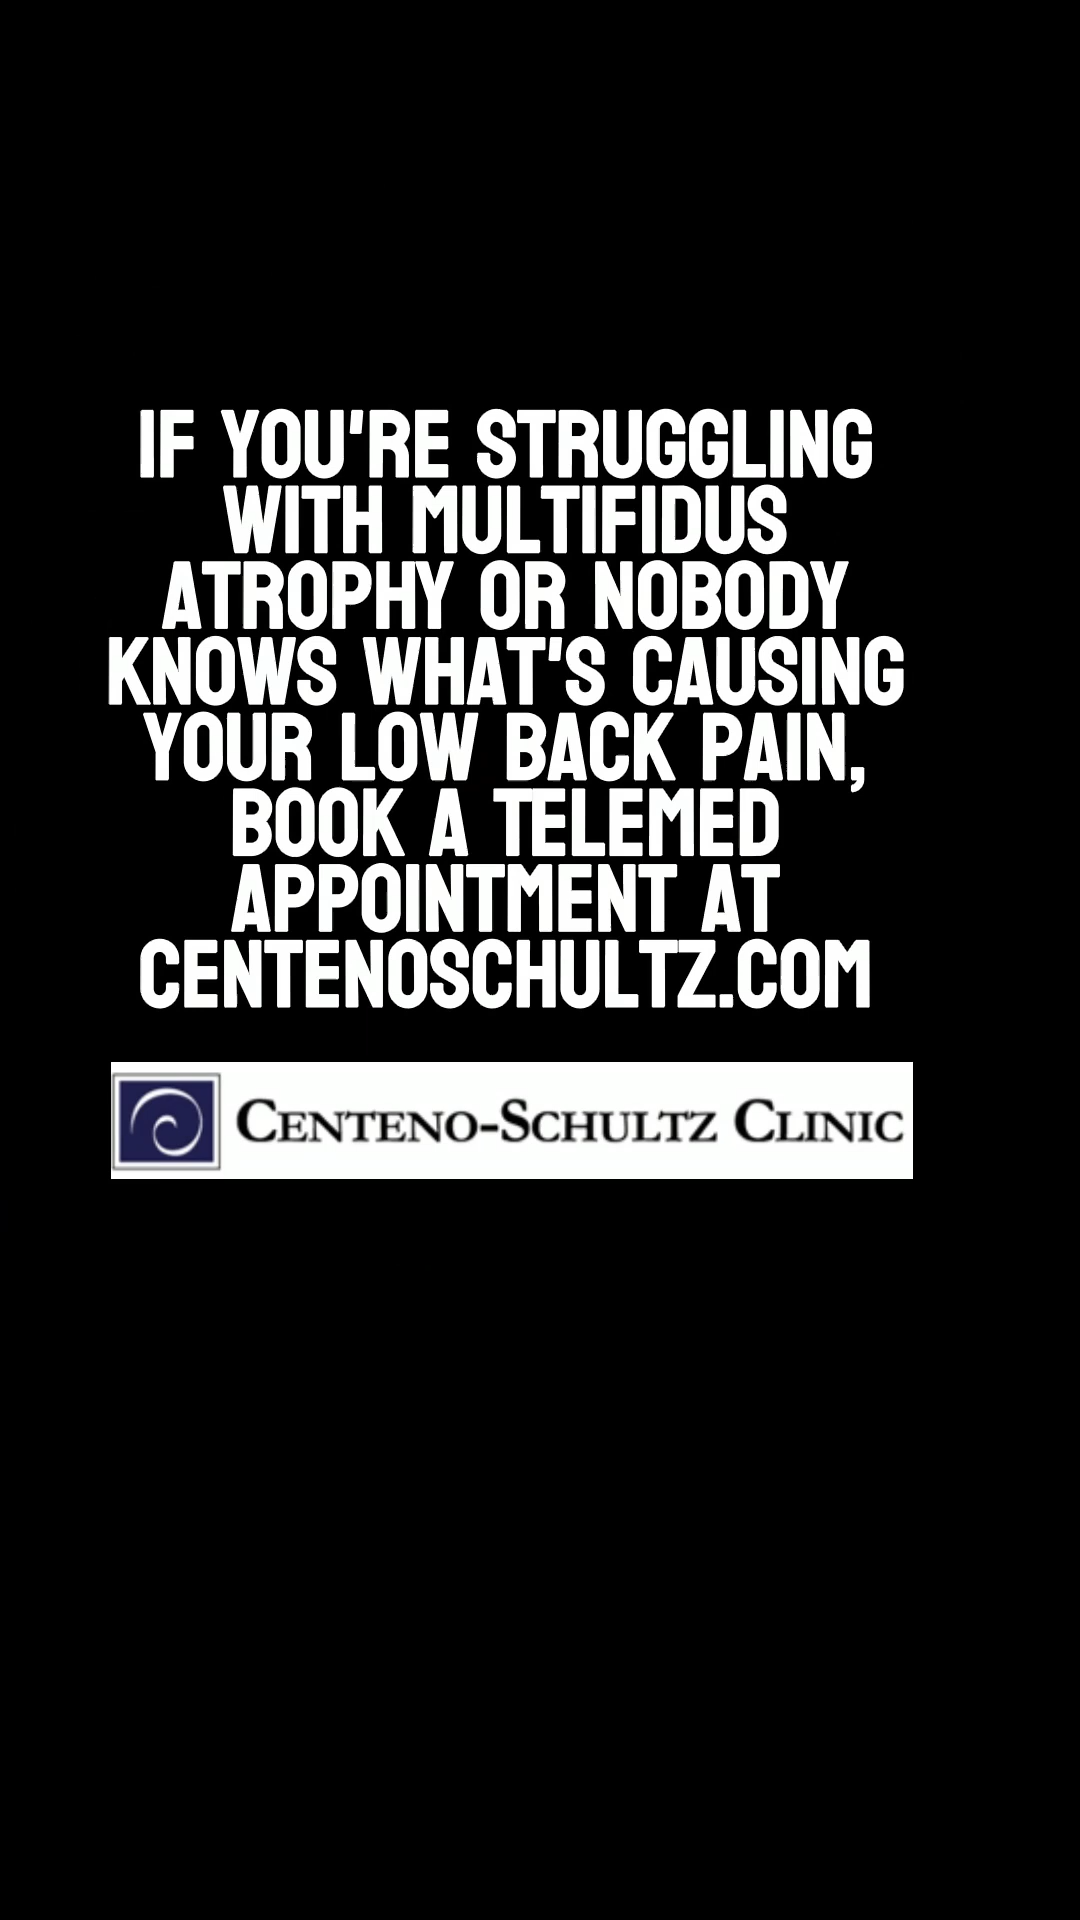 IF YOU'RE STRUGGLING
WITH MULTIFIDUS
ATROPHY OR NOBODY
KNOWS WHAT'S CAUSING
YOUR LOW BACK PAIN,
BOOK A TELEMED
APPOINTMENT AT
CENTENOSCHULTZ.COM
CENTENO-SCHULTZ CLINIC